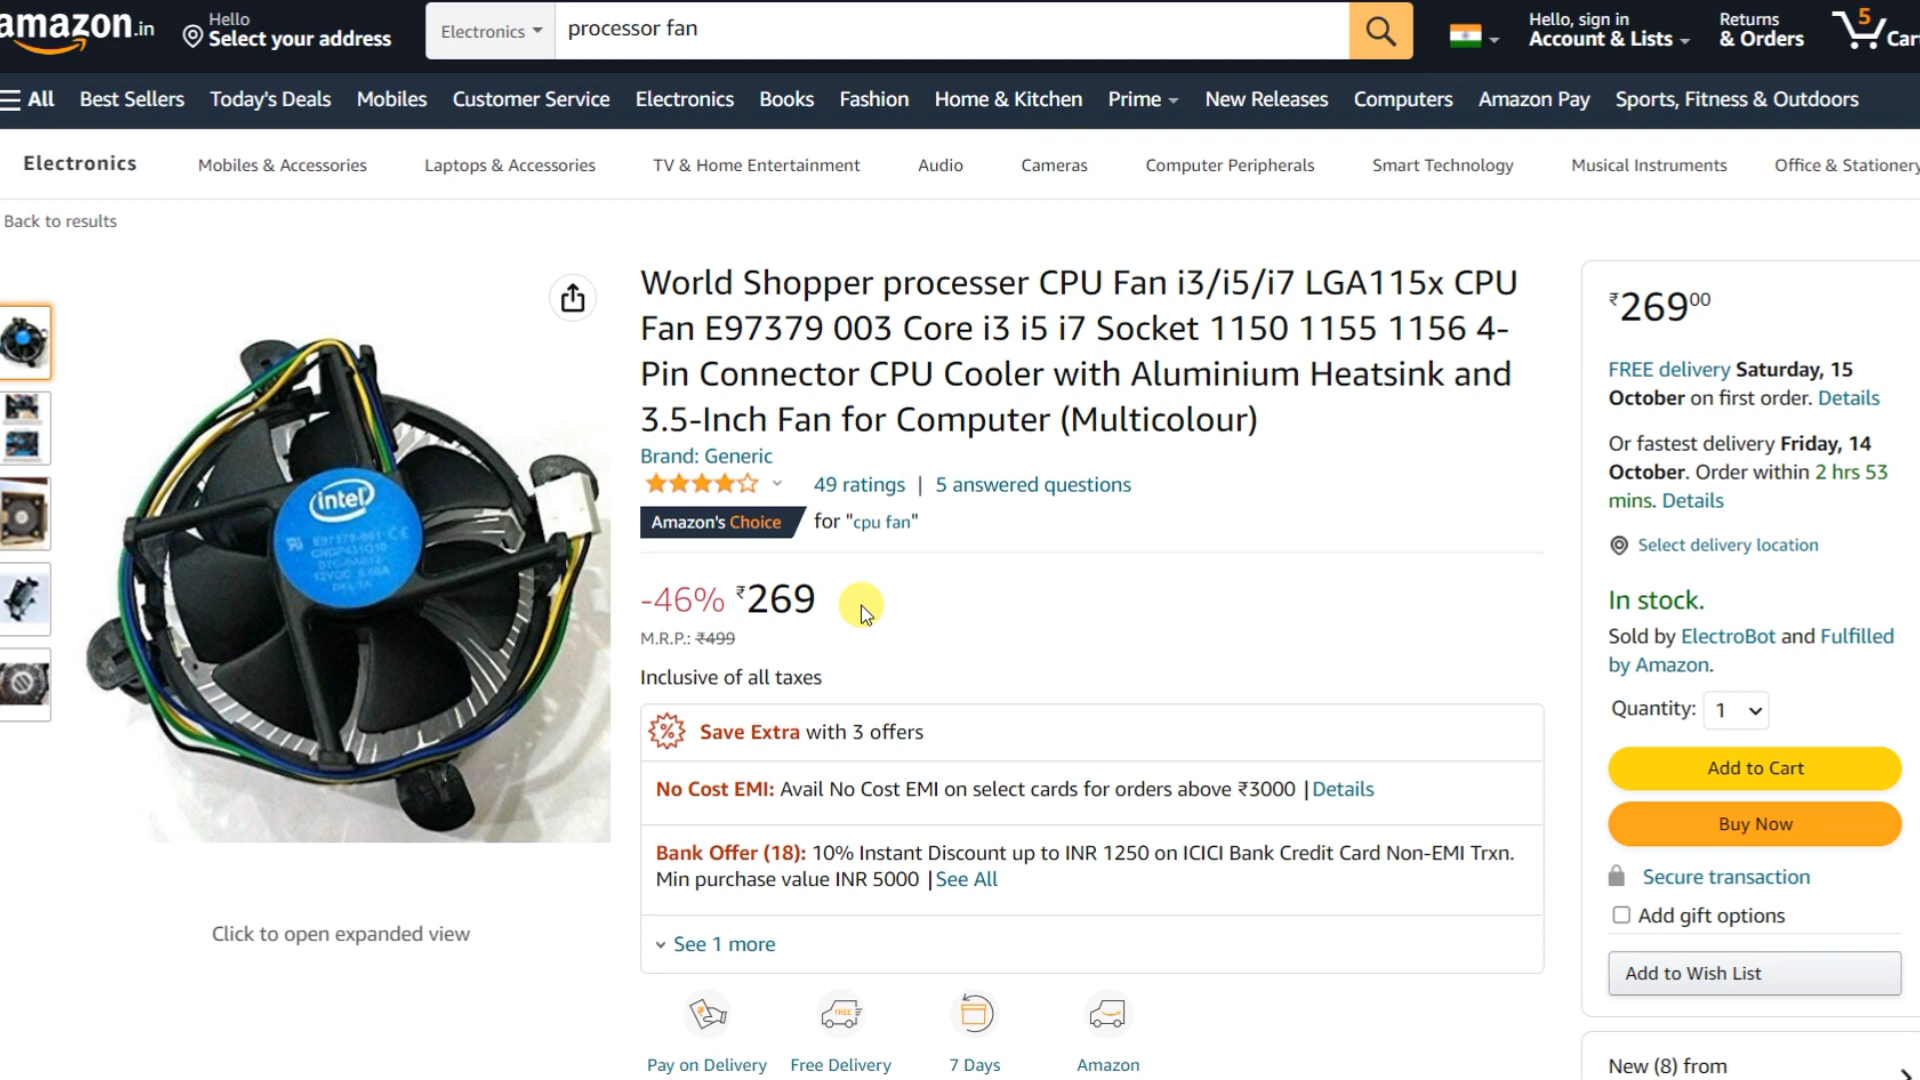 amazon.in
Hello
Select your address
Electronics
processor fan
Hello, sign in
Account & Lists
Returns
& Orders
5
Cart
All
Best Sellers
Today's Deals
Mobiles
Customer Service
Electronics
Books
Fashion
Home & Kitchen
Prime
New Releases
Computers
Amazon Pay
Sports, Fitness & Outdoors
Electronics
Mobiles & Accessories
Laptops & Accessories
TV & Home Entertainment
Audio
Cameras
Computer Peripherals
Smart Technology
Musical Instruments
Office & Stationery
Back to results
intel
World Shopper processer CPU Fan i3/i5/i7 LGA115x CPU
Fan E97379 003 Core i3 i5 i7 Socket 1150 1155 1156 4-
Pin Connector CPU Cooler with Aluminium Heatsink and
3.5-Inch Fan for Computer (Multicolour)
Brand: Generic
49 ratings | 5 answered questions
Amazon's Choice for "cpu fan"
-46% ₹269
M.R.P.: ₹499
Inclusive of all taxes
Save Extra with 3 offers
No Cost EMI: Avail No Cost EMI on select cards for orders above ₹3000 |Details
Bank Offer (18): 10% Instant Discount up to INR 1250 on ICICI Bank Credit Card Non-EMI Trxn.
Min purchase value INR 5000 |See All
See 1 more
FREE
Pay on Delivery
Free Delivery
7 Days
Amazon
Click to open expanded view
₹26900
FREE delivery Saturday, 15
October on first order. Details
Or fastest delivery Friday, 14
October. Order within 2 hrs 53
mins. Details
Select delivery location
In stock.
Sold by ElectroBot and Fulfilled
by Amazon.
Quantity: 1
Add to Cart
Buy Now
Secure transaction
Add gift options
Add to Wish List
New (8) from